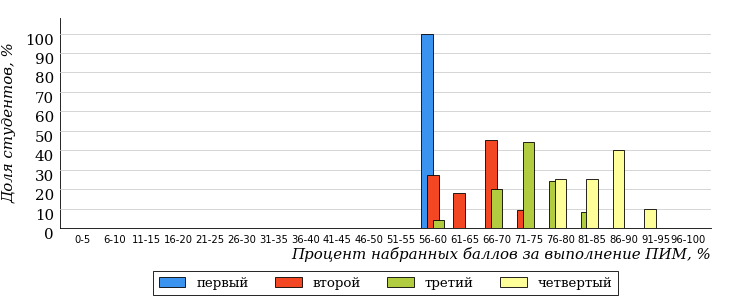 Доля студентов, %
100
90
80
70
60
50
40
30
20
10
0
0-5 6-10 11-15 16-20 21-25 26-30 31-35 36-40 41-45 46-50 51-55 56-60 61-65 66-70 71-75 76-80 81-85 86-90 91-95 96-100
Процент набранных баллов за выполнение ПИМ, %
первый второй третий четвертый